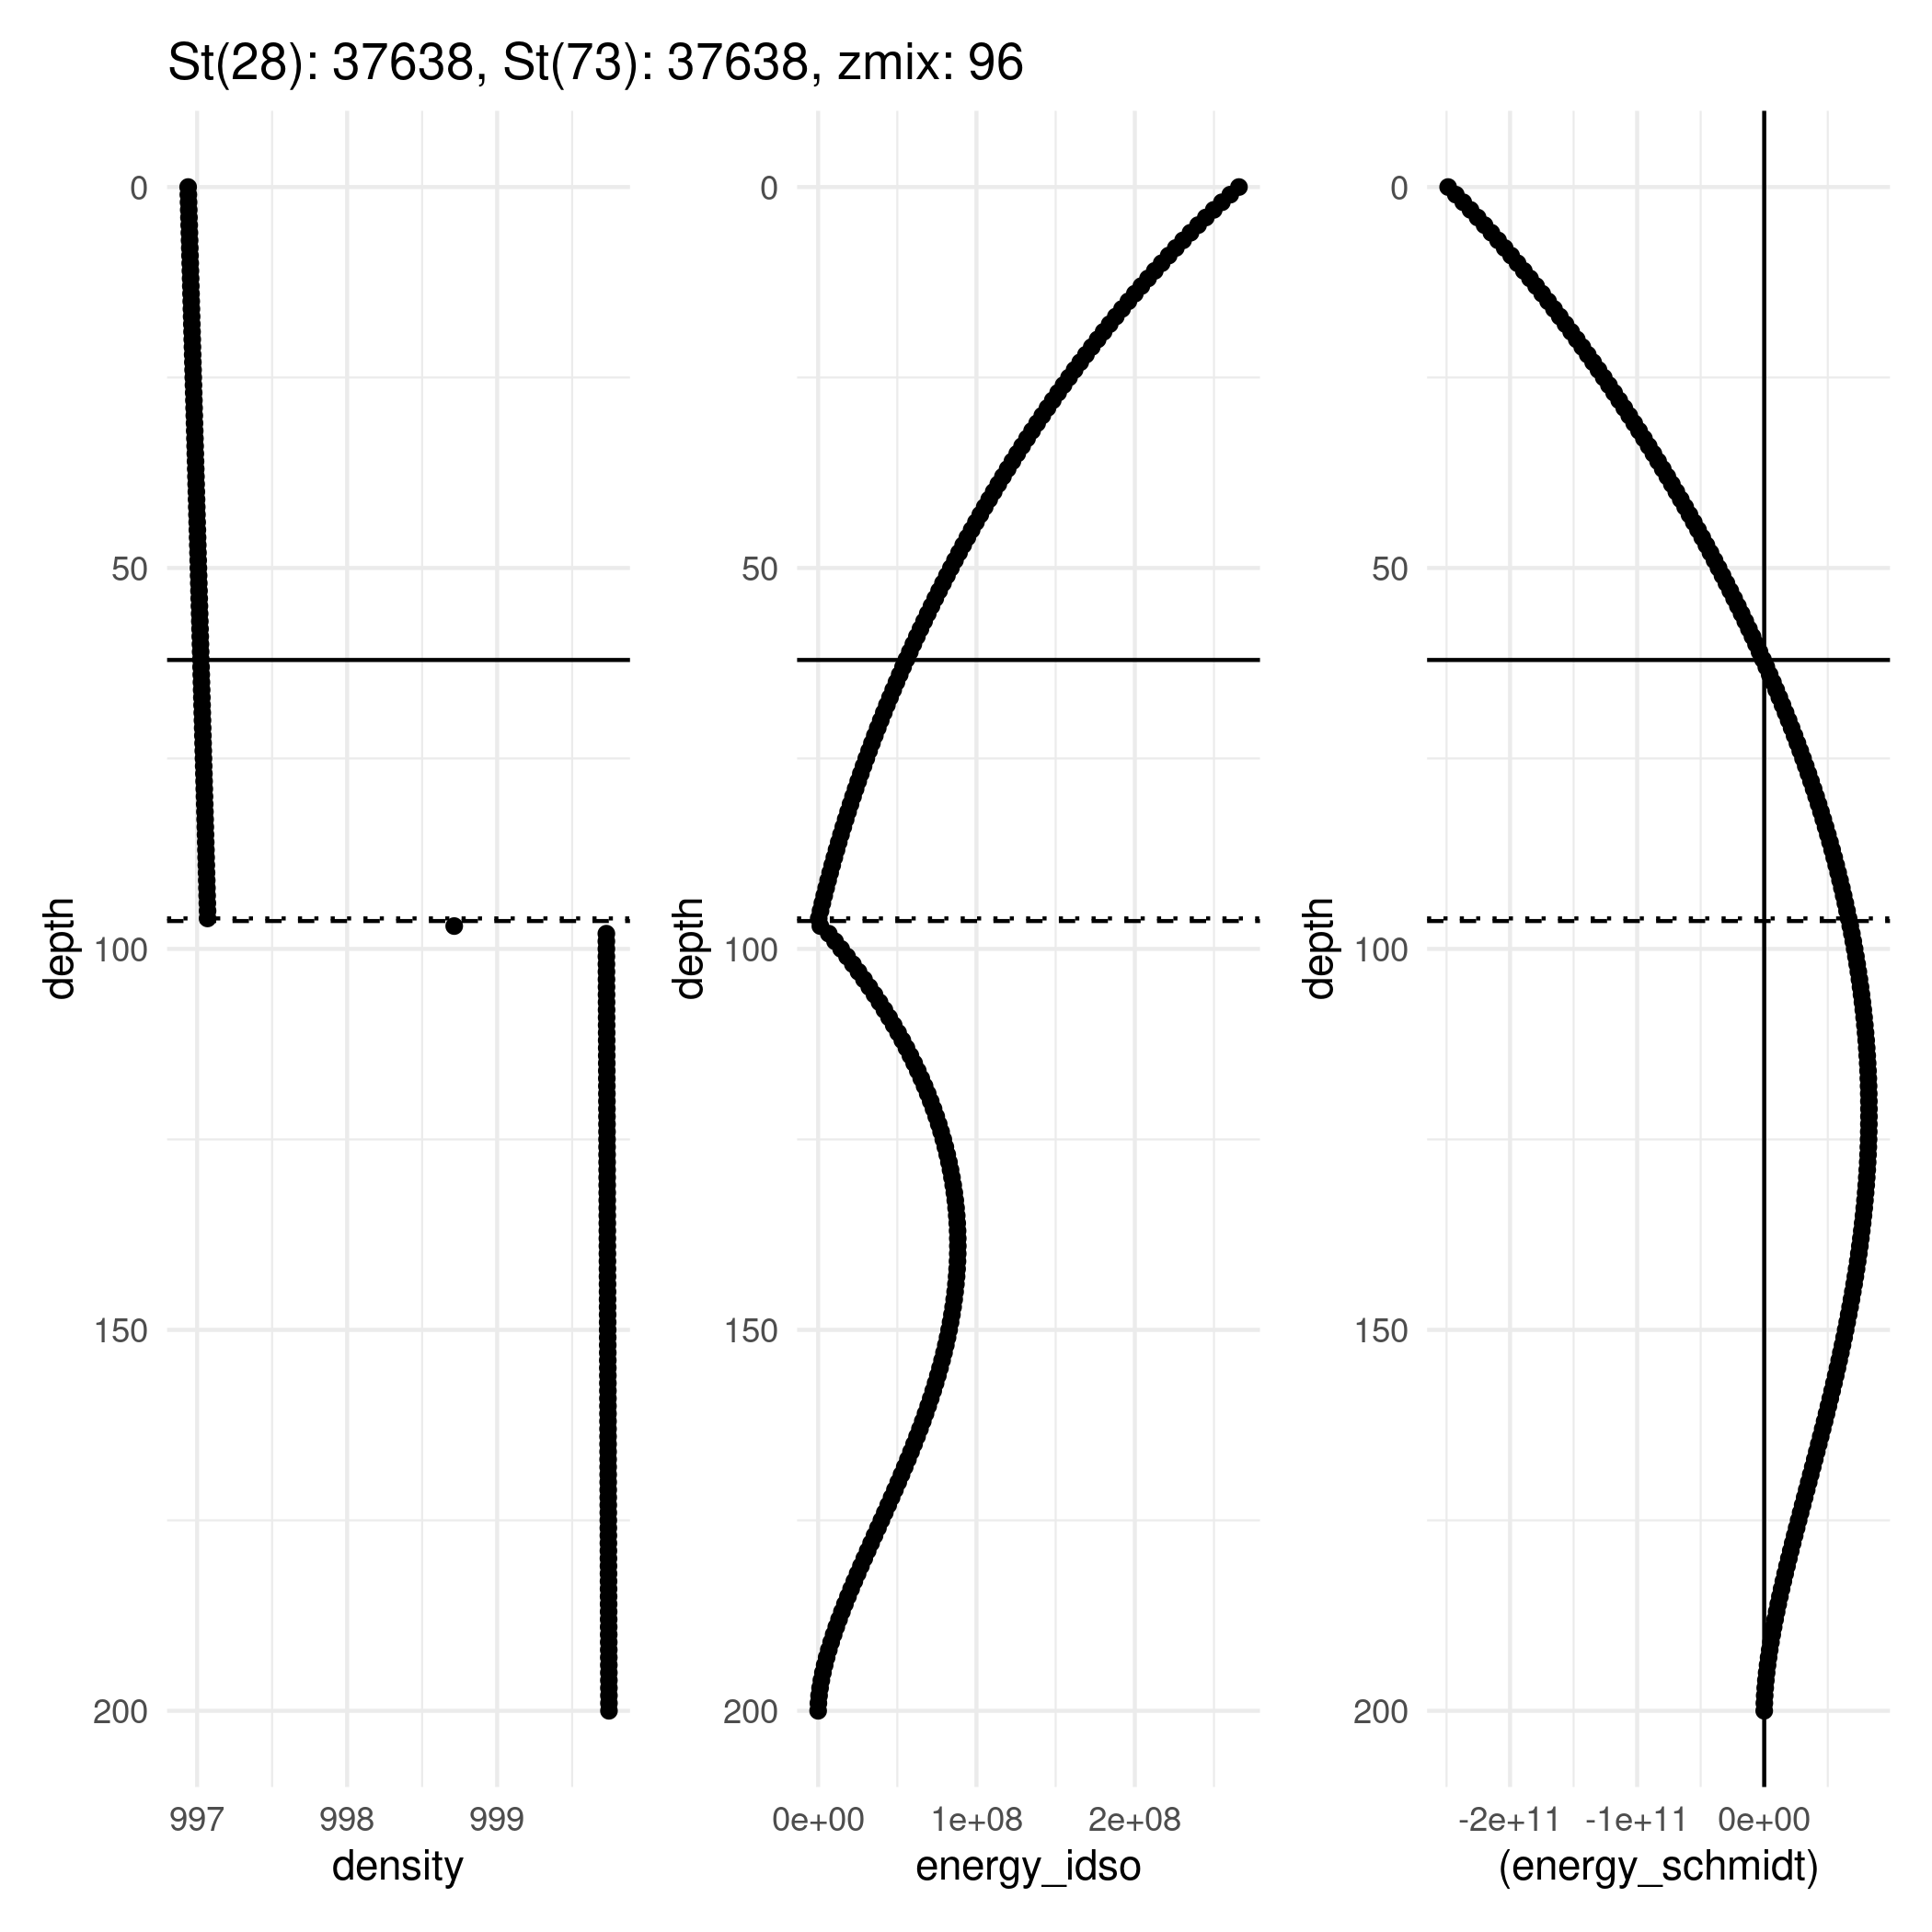 St(28): 37638, St(73): 37638, zmix: 96
0
50
100
150
200
depth
997
998
999
density
0
50
100
150
200
depth
0e+00
1e+08
2e+08
energy_idso
0
50
100
150
200
depth
-2e+11
-1e+11
0e+00
(energy_schmidt)